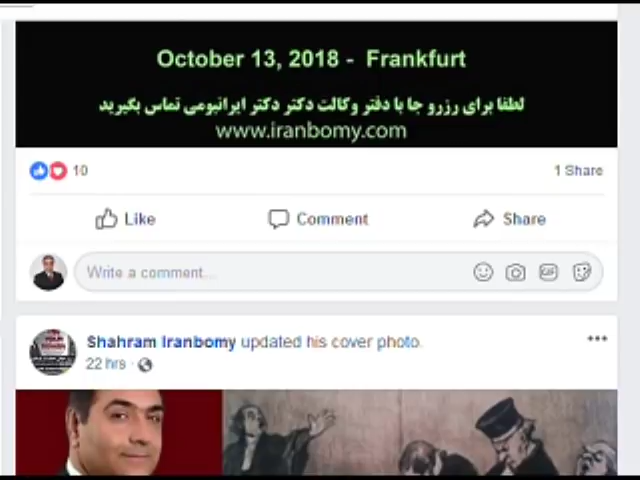 October 13, 2018 - Frankfurt
لطفا برای رزرو جا با دفتر وکالت دکتر دکتر ایرانبومی تماس بگیرید
www.iranbomy.com
10
1 Share
Like
Comment
Share
Write a comment...
GIF
Shahram Iranbomy updated his cover photo.
22 hrs ·